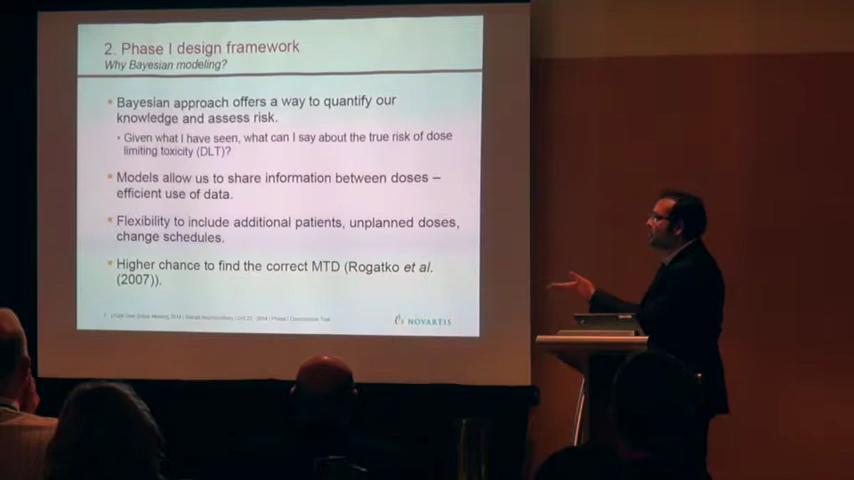 2. Phase I design framework
Why Bayesian modeling?
Bayesian approach offers a way to quantify our
knowledge and assess risk.
Given what I have seen, what can I say about the true risk of dose
limiting toxicity (DLT)?
Models allow us to share information between doses –
efficient use of data.
Flexibility to include additional patients, unplanned doses,
change schedules.
Higher chance to find the correct MTD (Rogatko et al.
(2007)).
NOVARTIS